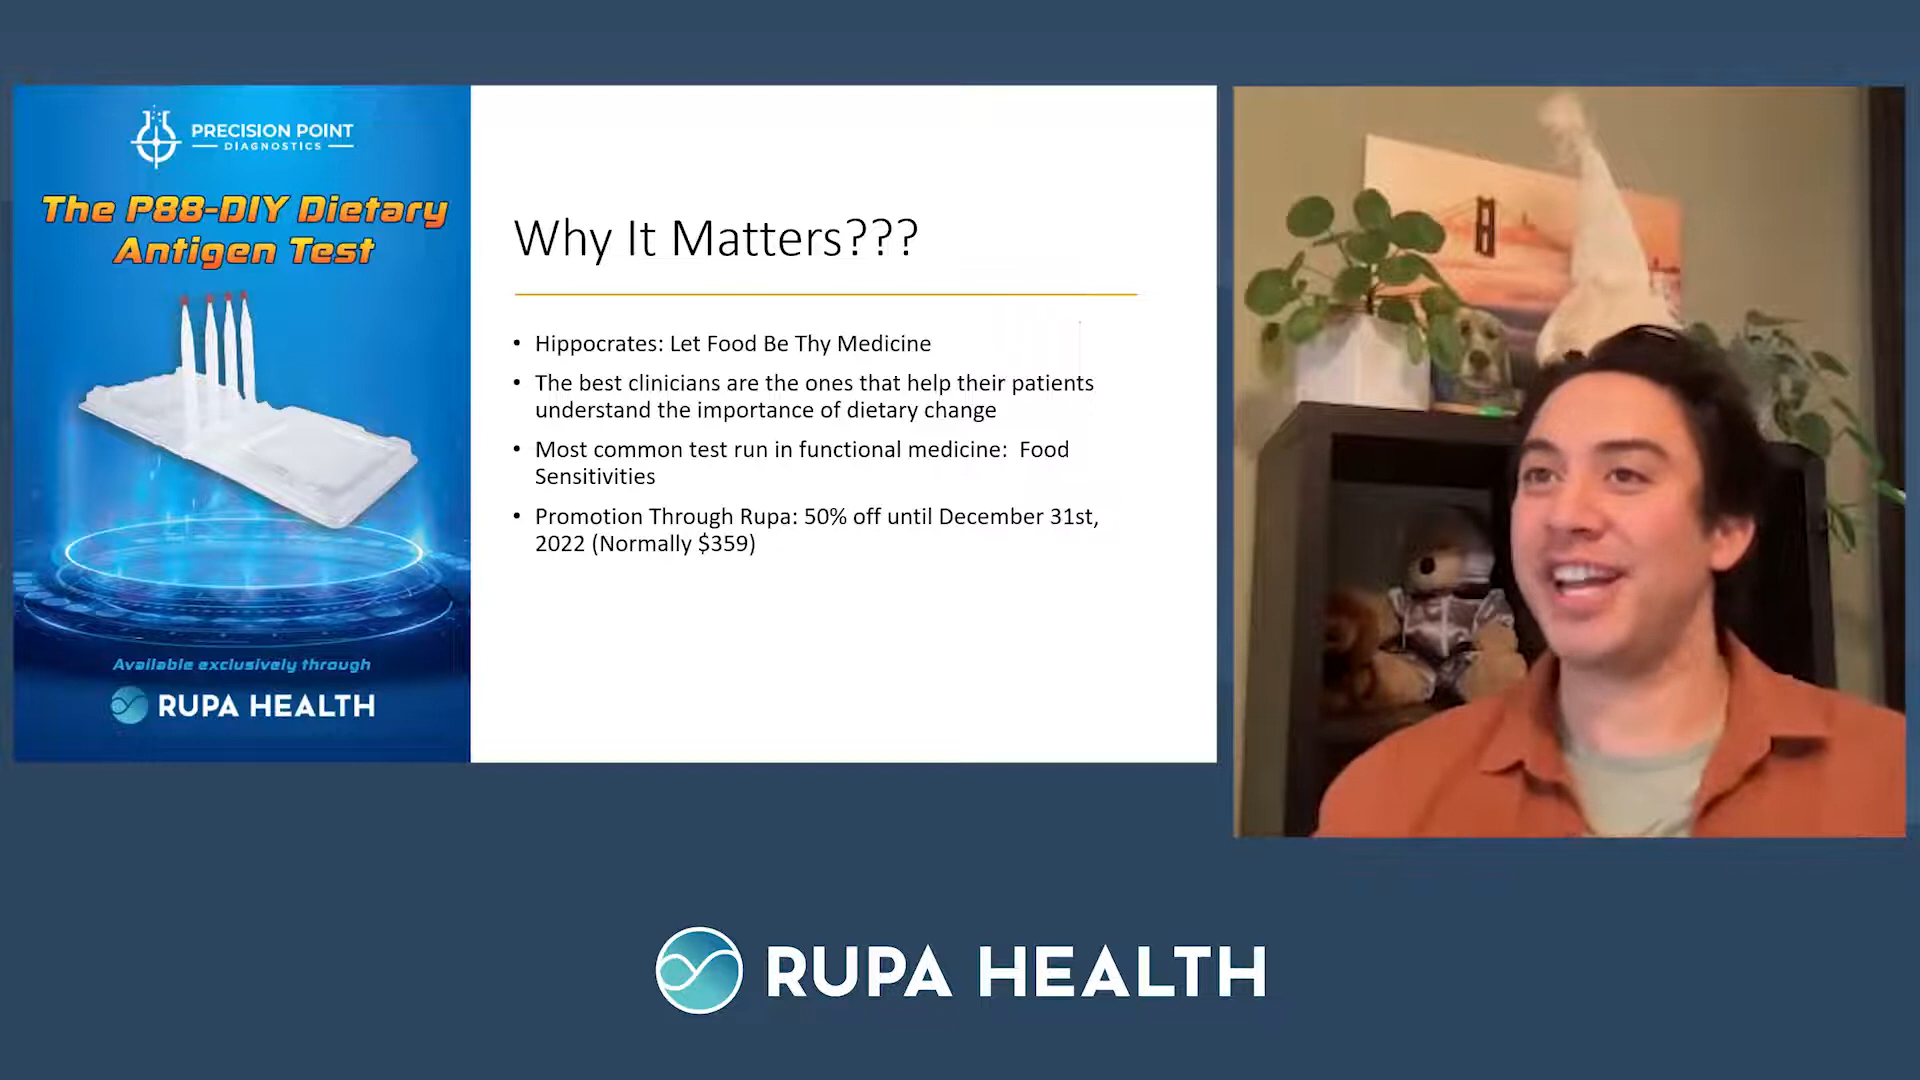 PRECISION POINT
DIAGNOSTICS
The P88-DIY Dietary
Antigen Test
Available exclusively through
RUPA HEALTH
Why It Matters???
• Hippocrates: Let Food Be Thy Medicine
• The best clinicians are the ones that help their patients
understand the importance of dietary change
• Most common test run in functional medicine:  Food
Sensitivities
• Promotion Through Rupa: 50% off until December 31st,
2022 (Normally $359)
RUPA HEALTH